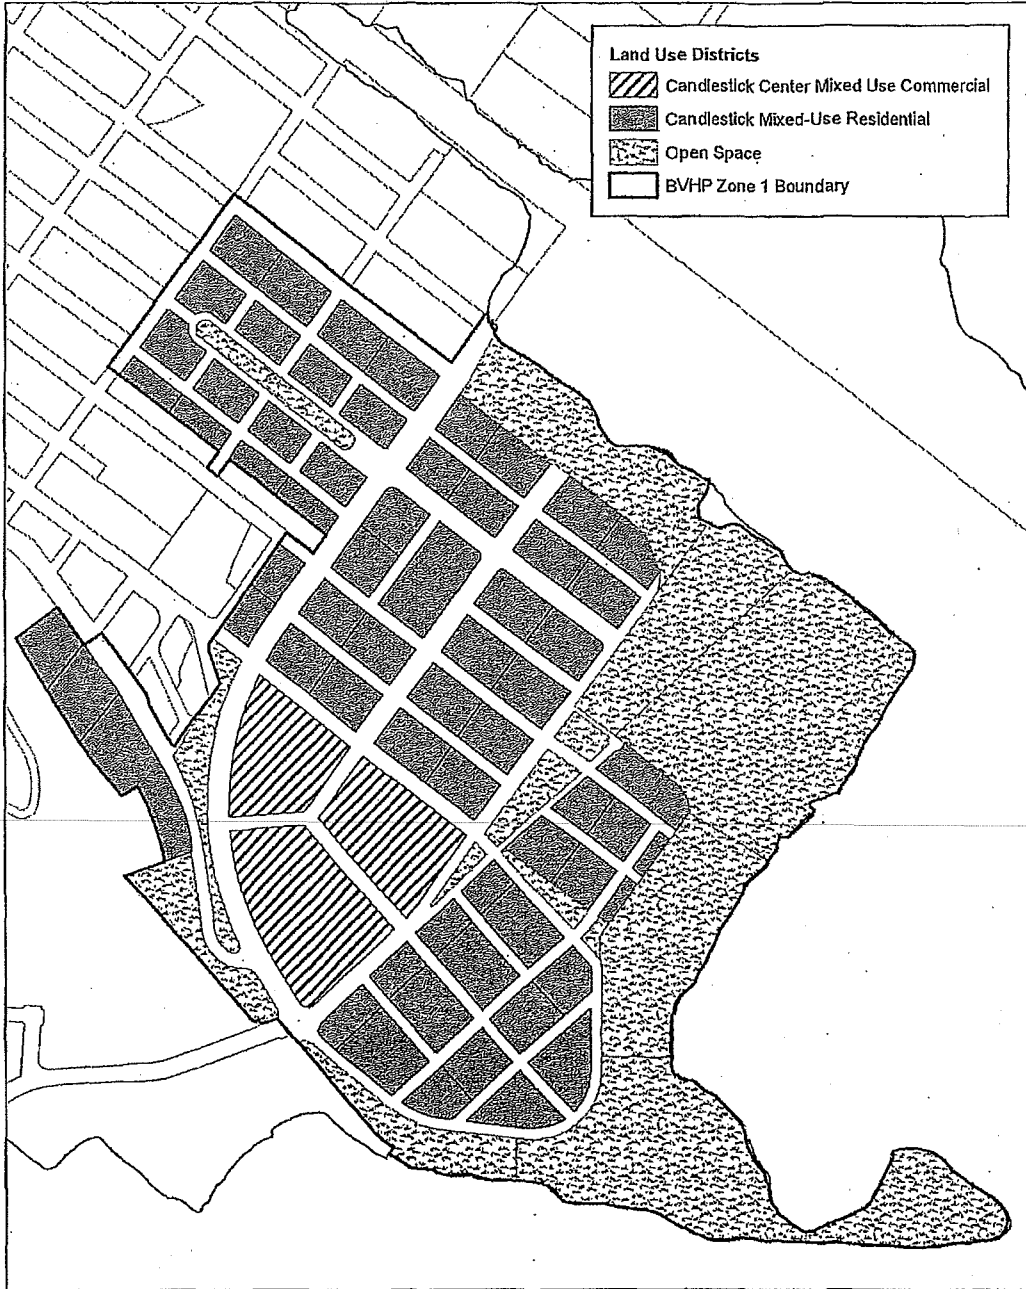 Land Use Districts
Candlestick Center Mixed Use Commercial
Candlestick Mixed-Use Residential
Open Space
BVHP Zone 1 Boundary